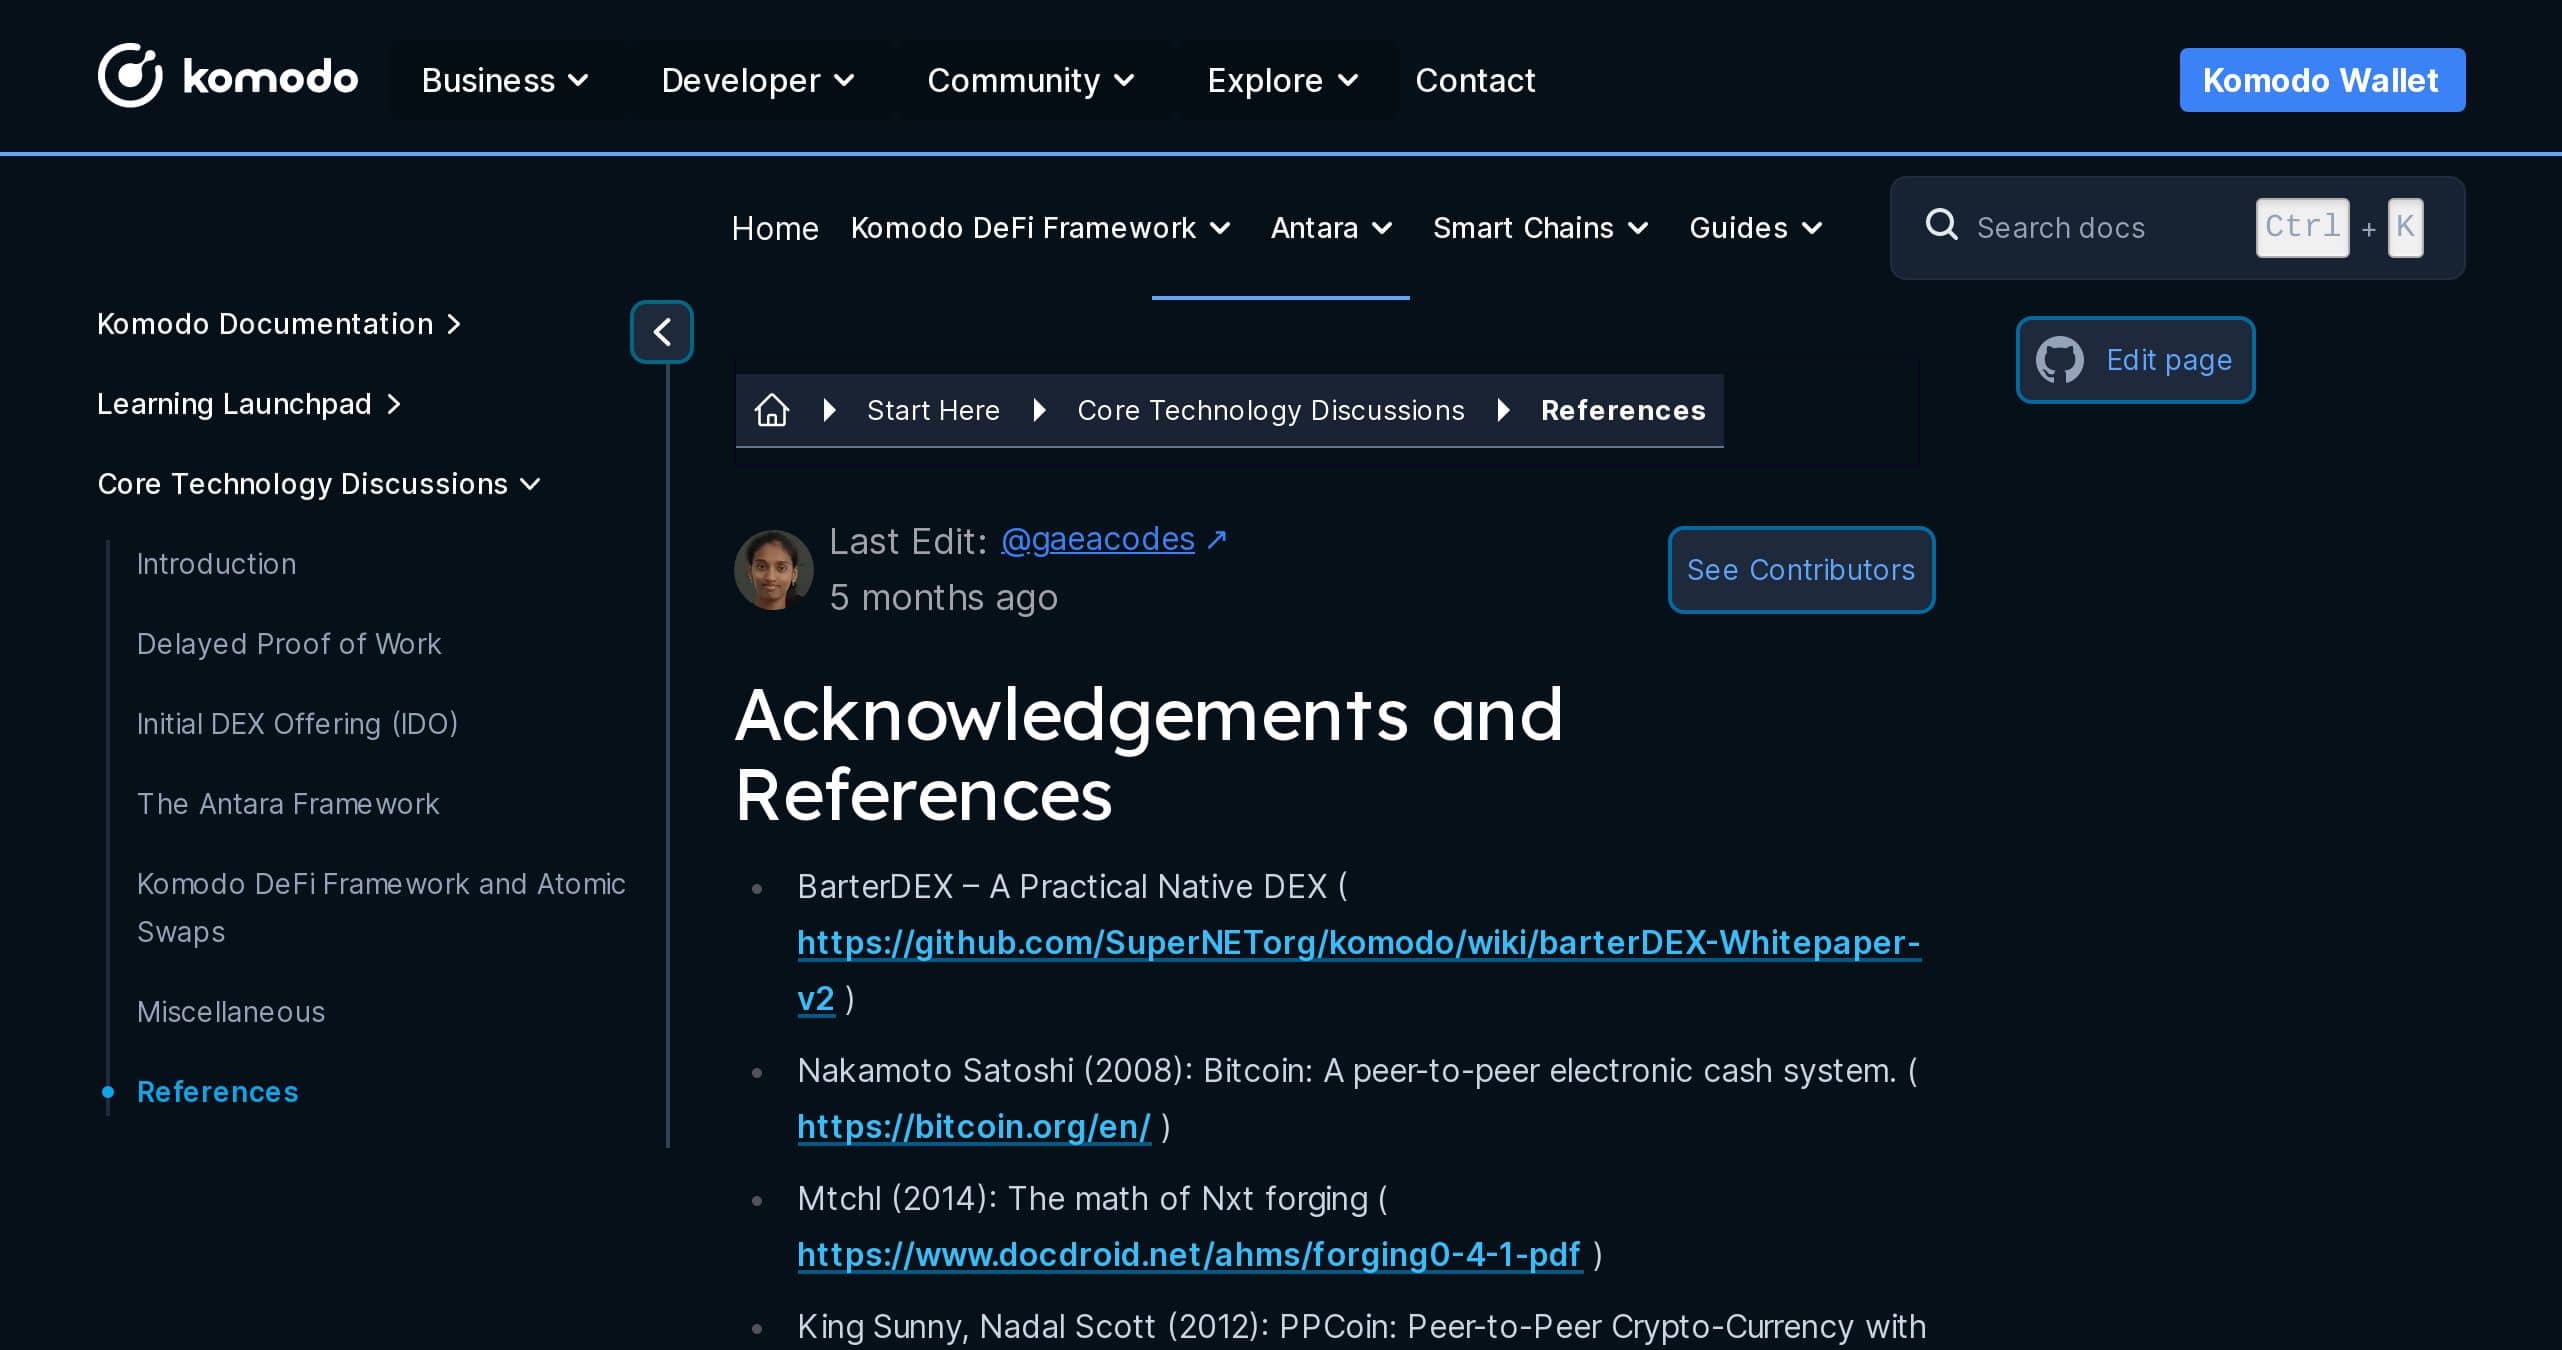 komodo Business Developer Community Explore Contact Komodo Wallet
Home Komodo DeFi Framework Antara Smart Chains Guides Search docs Ctrl + K
Komodo Documentation
Learning Launchpad
Core Technology Discussions
Introduction
Delayed Proof of Work
Initial DEX Offering (IDO)
The Antara Framework
Komodo DeFi Framework and Atomic
Swaps
Miscellaneous
References
Edit page
Start Here Core Technology Discussions References
Last Edit: @gaeacodes ↗
5 months ago
See Contributors
Acknowledgements and
References
• BarterDEX – A Practical Native DEX (
https://github.com/SuperNETorg/komodo/wiki/barterDEX-Whitepaper-
v2 )
• Nakamoto Satoshi (2008): Bitcoin: A peer-to-peer electronic cash system. (
https://bitcoin.org/en/ )
• Mtchl (2014): The math of Nxt forging (
https://www.docdroid.net/ahms/forging0-4-1-pdf )
• King Sunny, Nadal Scott (2012): PPCoin: Peer-to-Peer Crypto-Currency with